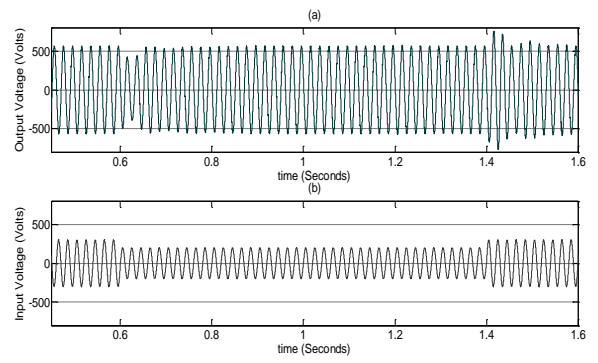 (a)
Output Voltage (Volts)
500
0
-500
0.6 0.8 1 1.2 1.4 1.6
time (Seconds)
(b)
Input Voltage (Volts)
500
0
-500
0.6 0.8 1 1.2 1.4 1.6
time (Seconds)